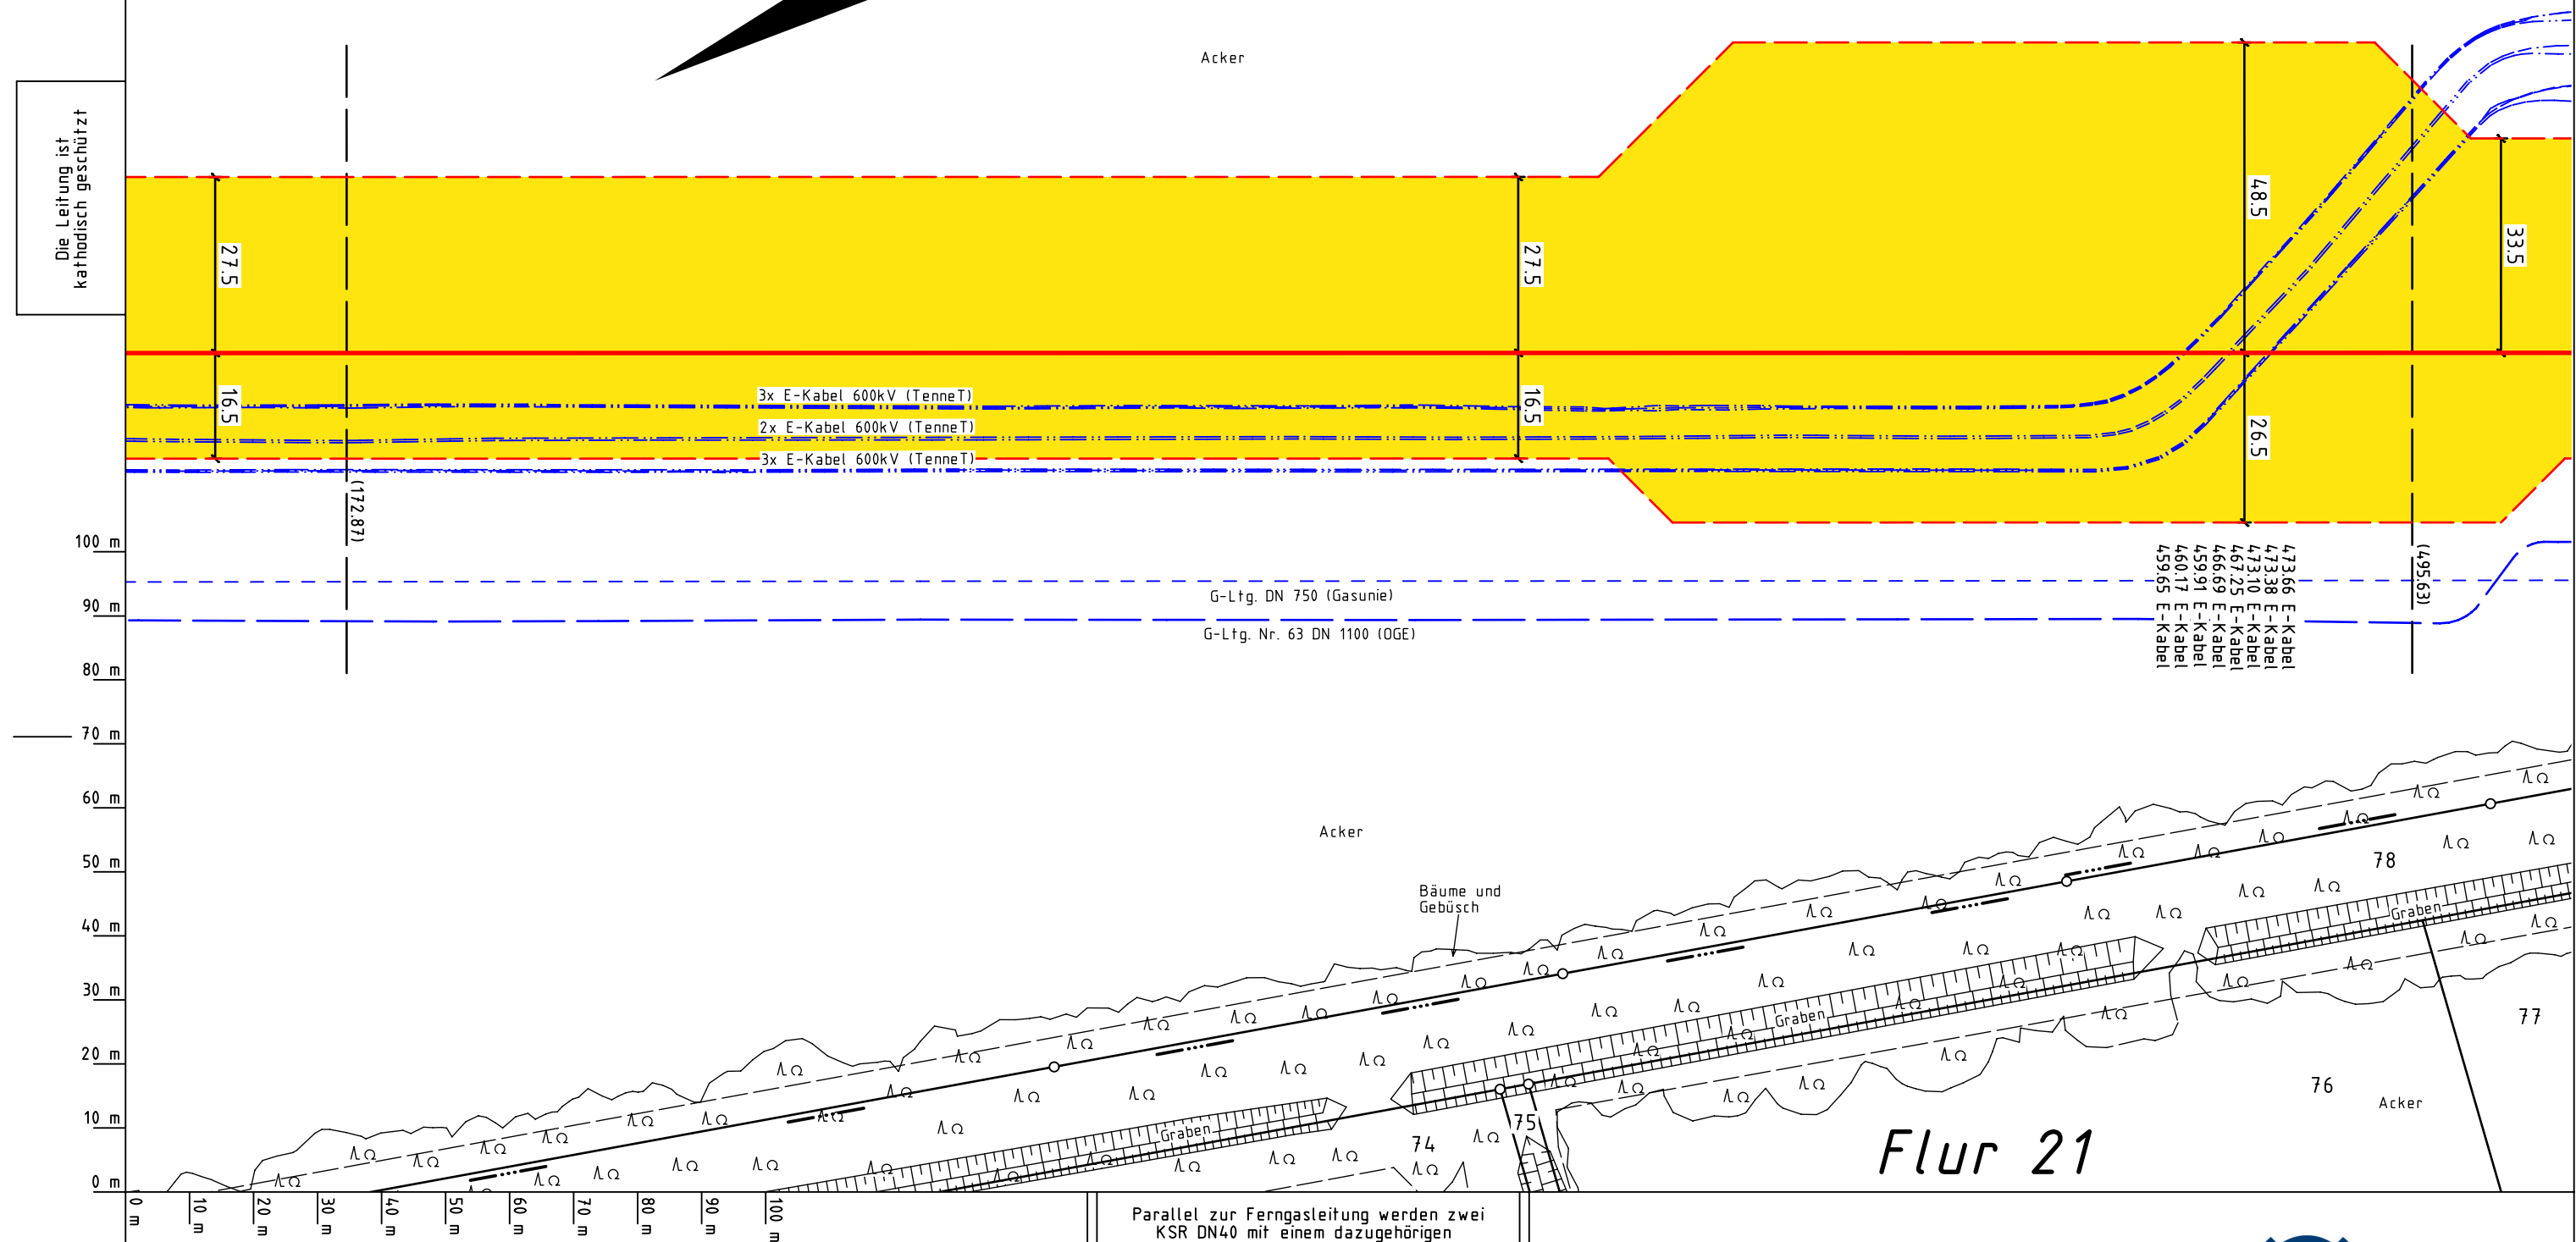 Acker
Die Leitung ist
kathodisch geschützt
27.5
16.5
27.5
16.5
48.5
26.5
33.5
3x E-Kabel 600kV (TenneT)
2x E-Kabel 600kV (TenneT)
3x E-Kabel 600kV (TenneT)
(172.87)
(495.63)
473.66 E-Kabel
473.38 E-Kabel
473.10 E-Kabel
467.25 E-Kabel
466.69 E-Kabel
459.91 E-Kabel
460.17 E-Kabel
459.65 E-Kabel
G-Ltg. DN 750 (Gasunie)
G-Ltg. Nr. 63 DN 1100 (OGE)
100 m
90 m
80 m
70 m
60 m
50 m
40 m
30 m
20 m
10 m
0 m
Acker
Bäume und
Gebüsch
78
Graben
Graben
Graben
77
76
Acker
75
74
Flur 21
0 m
10 m
20 m
30 m
40 m
50 m
60 m
70 m
80 m
90 m
100 m
Parallel zur Ferngasleitung werden zwei
KSR DN40 mit einem dazugehörigen